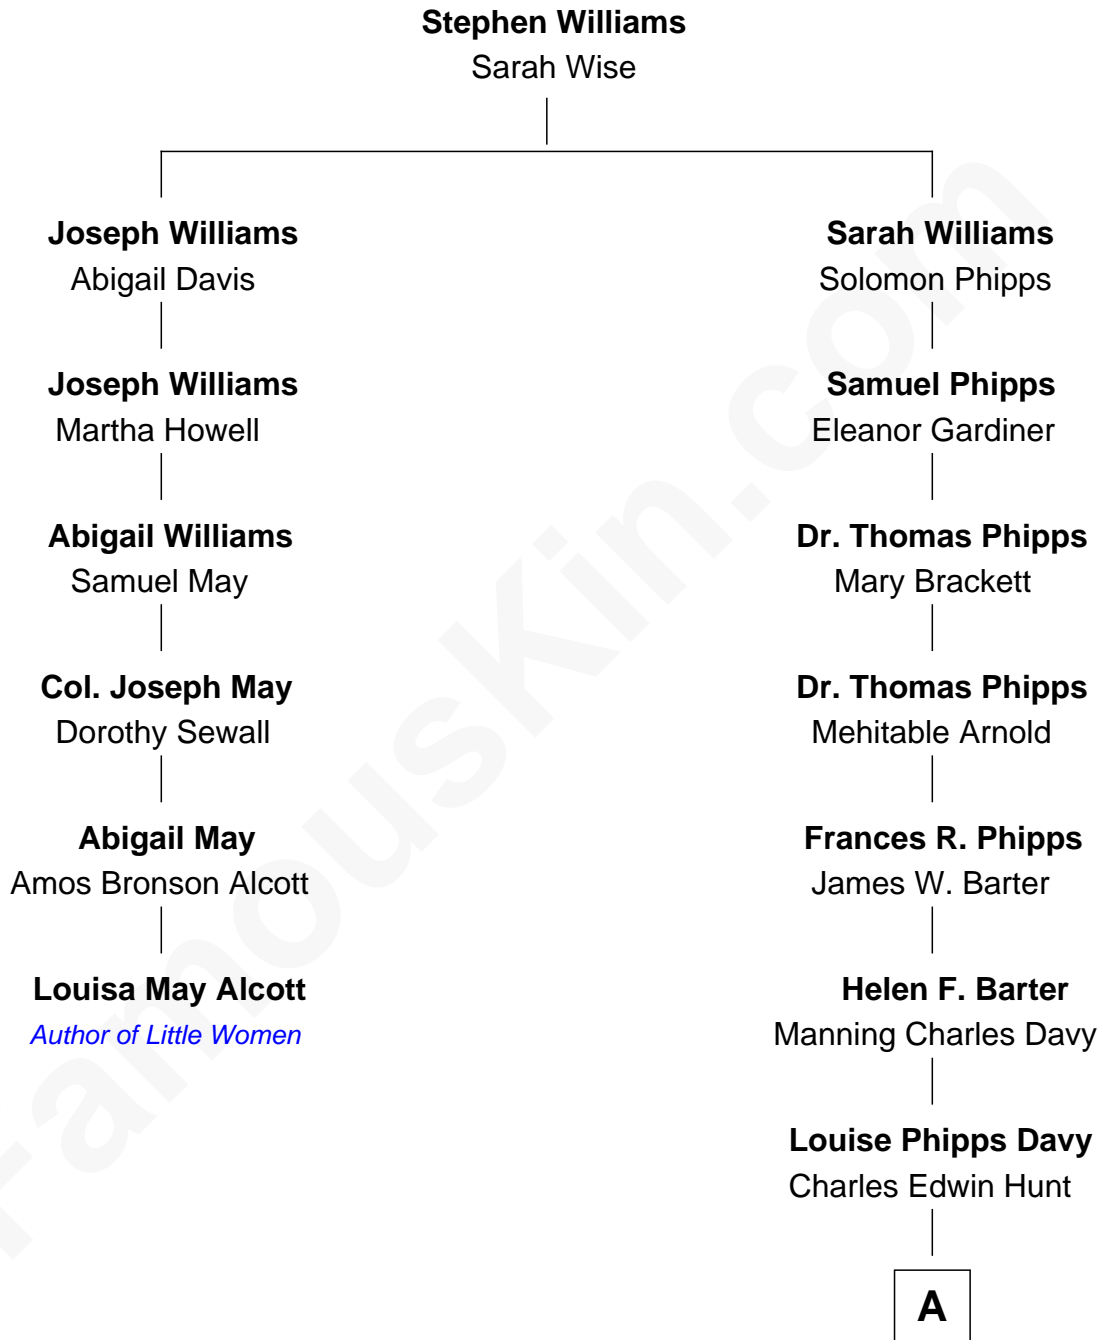 Stephen Williams
Sarah Wise
Joseph Williams
Abigail Davis
Joseph Williams
Martha Howell
Abigail Williams
Samuel May
Col. Joseph May
Dorothy Sewall
Abigail May
Amos Bronson Alcott
Louisa May Alcott
Author of Little Women
Sarah Williams
Solomon Phipps
Samuel Phipps
Eleanor Gardiner
Dr. Thomas Phipps
Mary Brackett
Dr. Thomas Phipps
Mehitable Arnold
Frances R. Phipps
James W. Barter
Helen F. Barter
Manning Charles Davy
Louise Phipps Davy
Charles Edwin Hunt
A
FamousKin.com